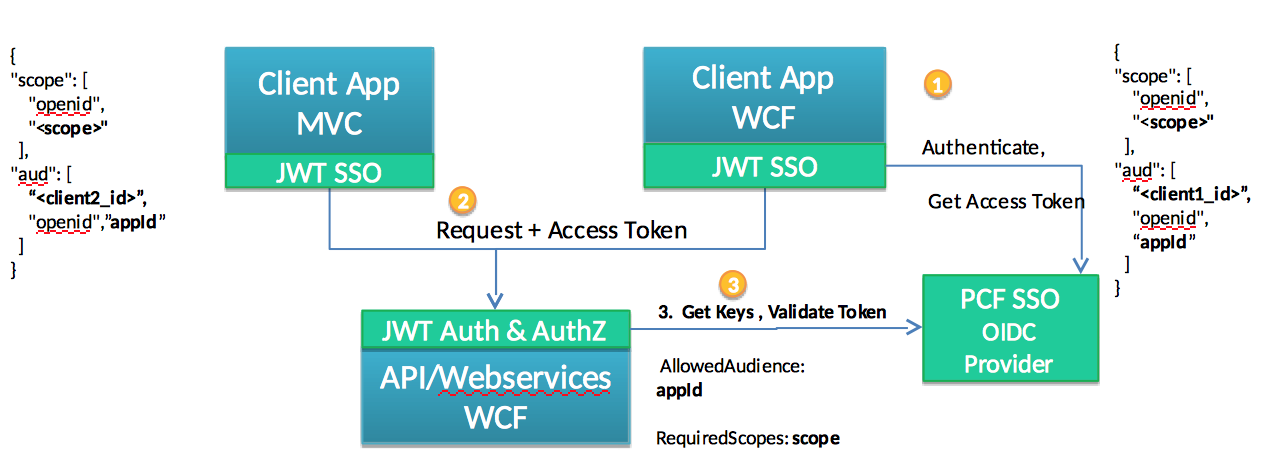 {
"scope": [
"openid",
"<scope>"
],
"aud": [
“<client2_id>”,
"openid",”appId”
]
}
Client App
MVC
JWT SSO
Client App
WCF
JWT SSO
1
Authenticate,
Get Access Token
{
"scope": [
"openid",
"<scope>"
],
"aud": [
“<client1_id>”,
"openid",
“appId”
]
}
2
Request + Access Token
3
3. Get Keys , Validate Token
JWT Auth & AuthZ
API/Webservices
WCF
AllowedAudience:
appId
RequiredScopes: scope
PCF SSO
OIDC
Provider